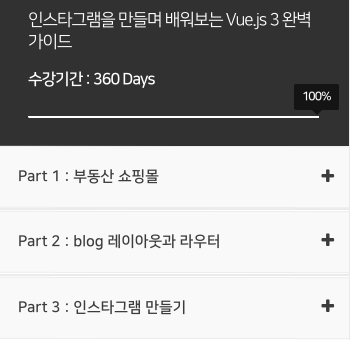 인스타그램을 만들며 배워보는 Vue.js 3 완벽
가이드
수강기간 : 360 Days
100%
Part 1 : 부동산 쇼핑몰
Part 2 : blog 레이아웃과 라우터
Part 3 : 인스타그램 만들기